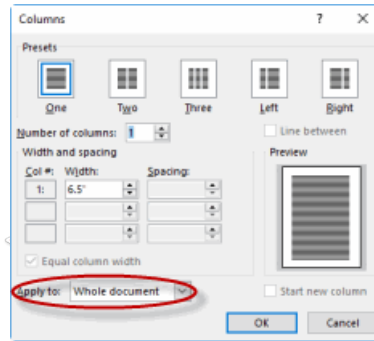 Columns ? ×
Presets
One Two Three Left Right
Number of columns: 1 Line between
Width and spacing Preview
Col #: Width: Spacing:
1: 6.5"
Equal column width
Apply to: Whole document Start new column
OK Cancel